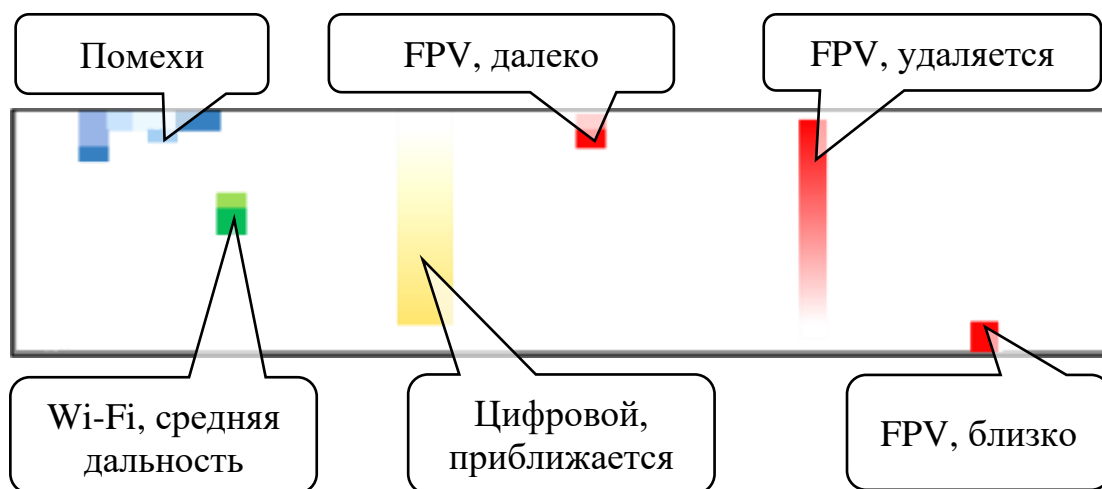 Помехи
FPV, далеко
FPV, удаляется
Wi-Fi, средняя
дальность
Цифровой,
приближается
FPV, близко